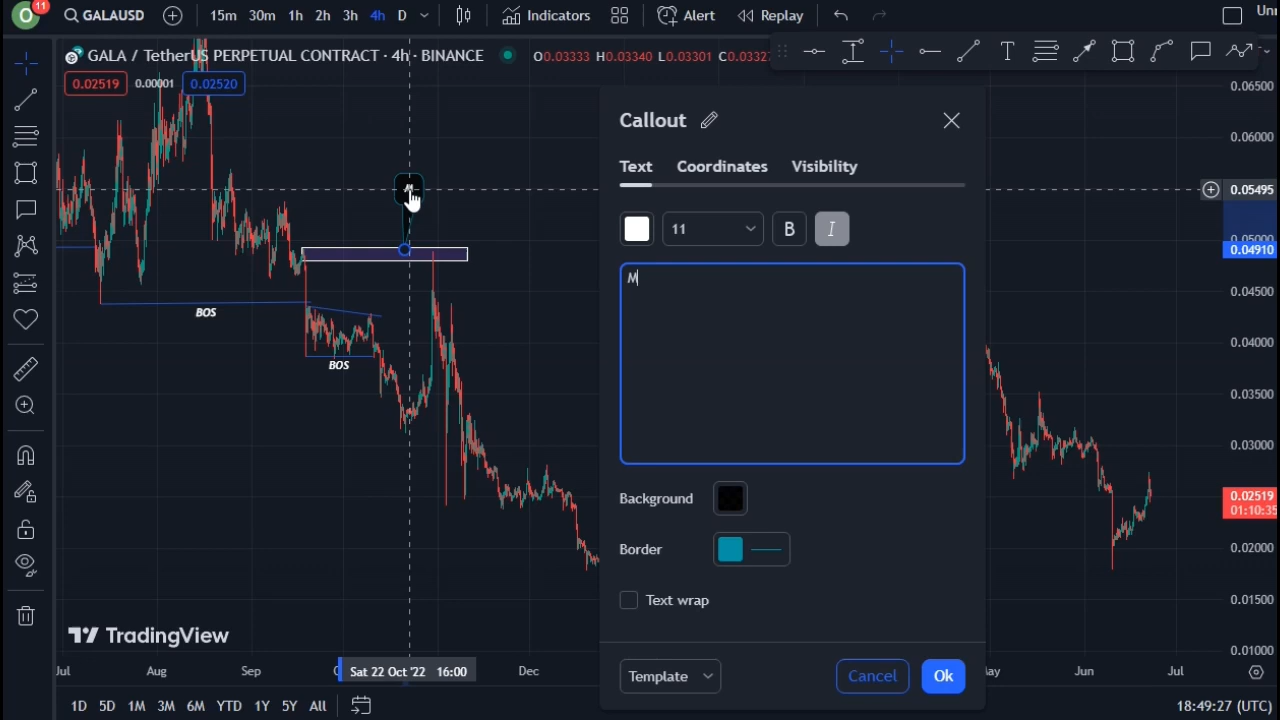 O 11 GALAUSD 15m 30m 1h 2h 3h 4h D Indicators Alert Replay
GALA / TetherUS PERPETUAL CONTRACT · 4h · BINANCE O0.03333 H0.03340 L0.03301
0.02519 0.00001 0.02520
0.06500
0.06000
0.05495
0.04910
0.04500
0.04000
0.03500
0.03000
0.02519
01:10:35
0.02000
0.01500
0.01000
Callout
Text Coordinates Visibility
11 B I
M
Background
Border
Text wrap
Template Cancel Ok
M
BOS
BOS
TradingView
Jul Aug Sep Sat 22 Oct '22 16:00 Dec Jun Jul
1D 5D 1M 3M 6M YTD 1Y 5Y All 18:49:27 (UTC)